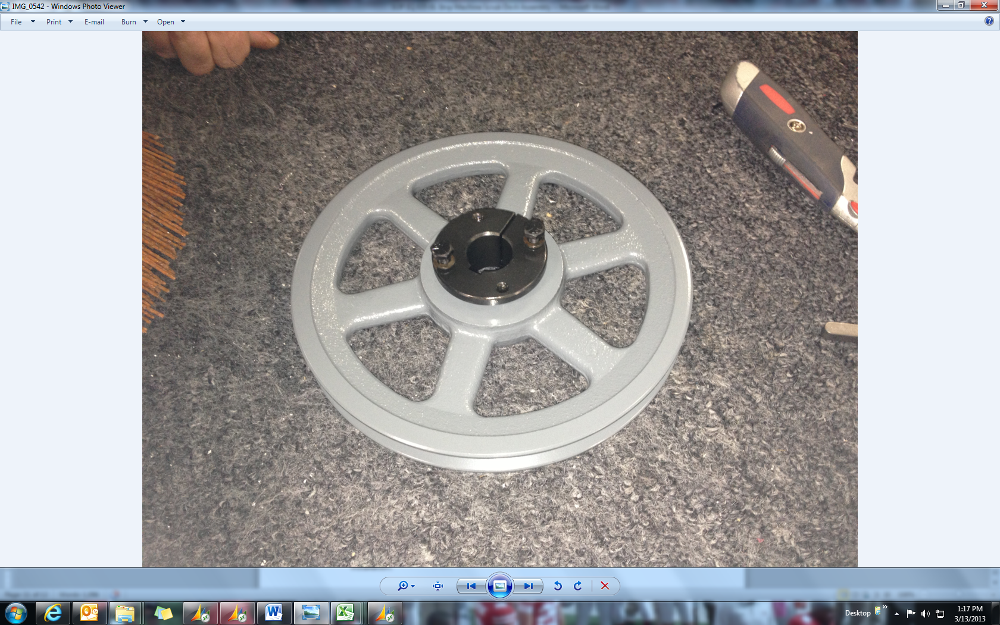 IMG_0542 - Windows Photo Viewer
File Print E-mail Burn Open
Desktop
1:17 PM
3/13/2013